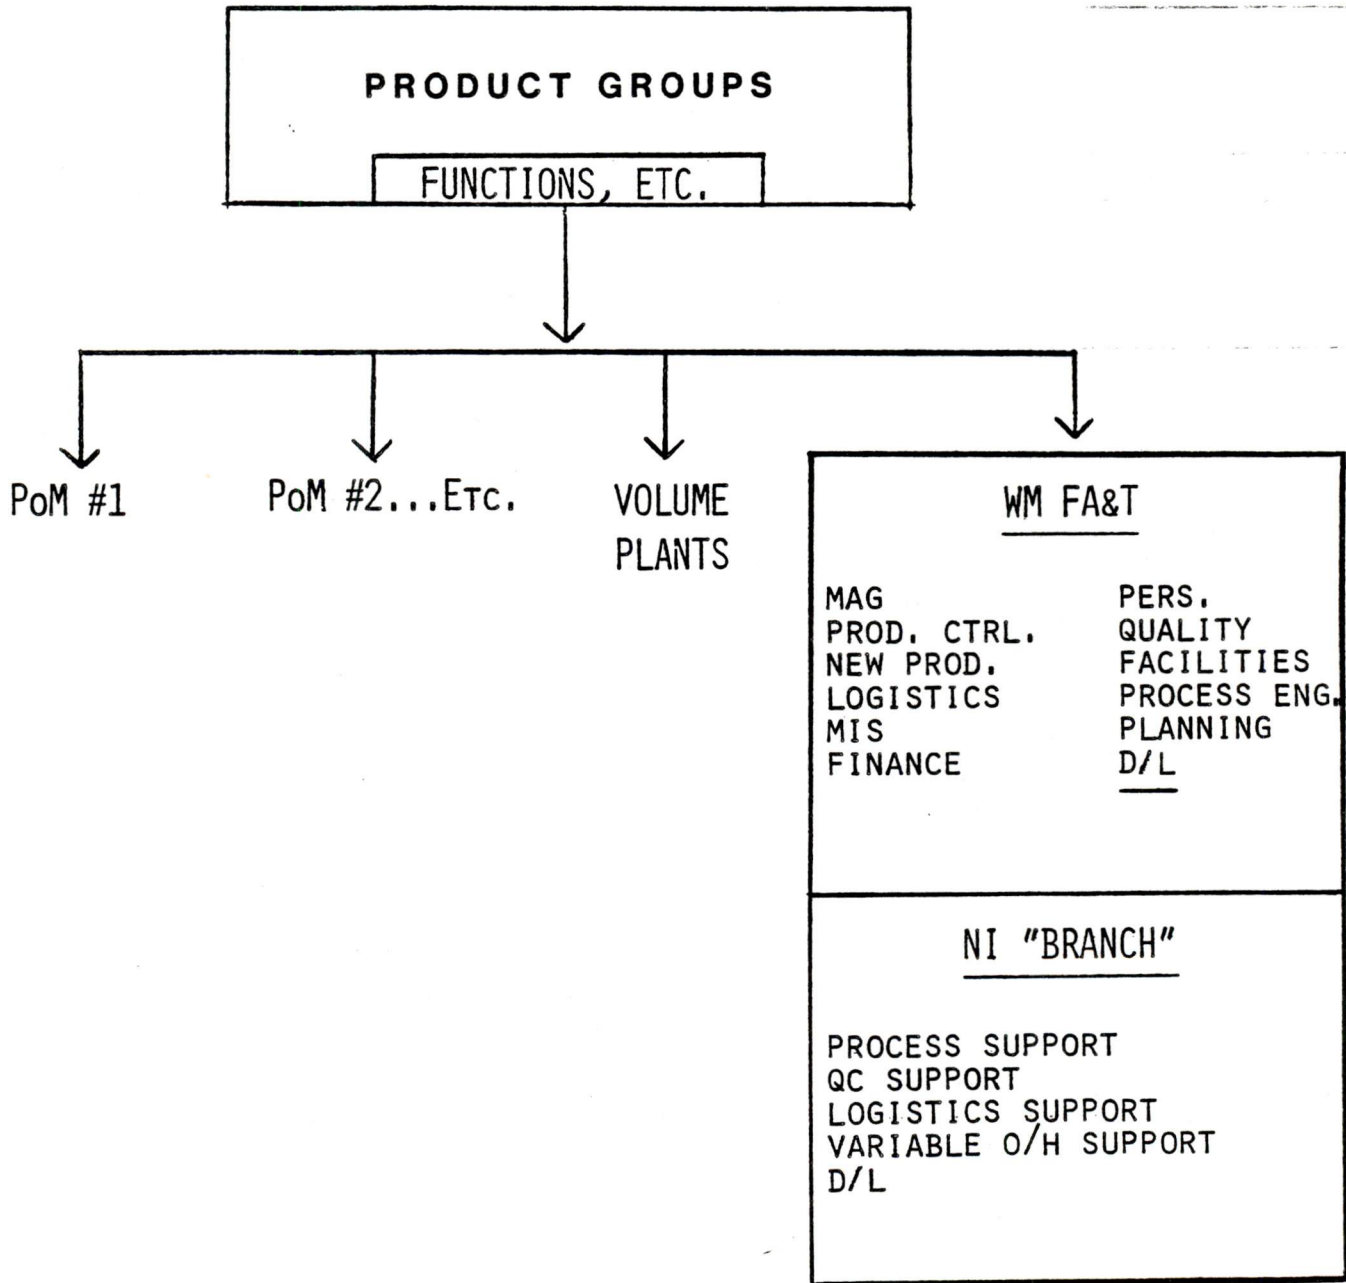 PRODUCT GROUPS
FUNCTIONS, ETC.
PoM #1
PoM #2...Etc.
VOLUME
PLANTS
WM FA&T
MAG
PROD. CTRL.
NEW PROD.
LOGISTICS
MIS
FINANCE
PERS.
QUALITY
FACILITIES
PROCESS ENG.
PLANNING
D/L
NI "BRANCH"
PROCESS SUPPORT
QC SUPPORT
LOGISTICS SUPPORT
VARIABLE O/H SUPPORT
D/L